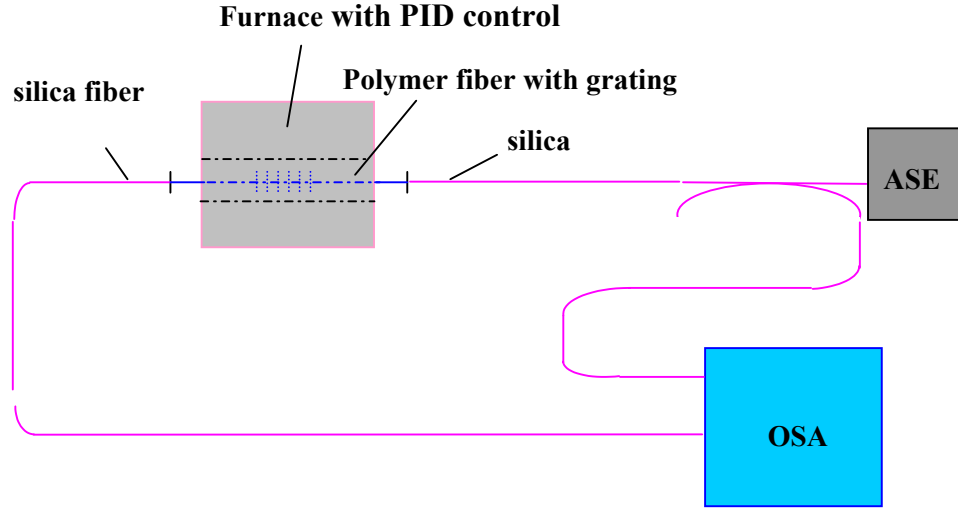 Furnace with PID control
Polymer fiber with grating
silica fiber
silica
ASE
OSA